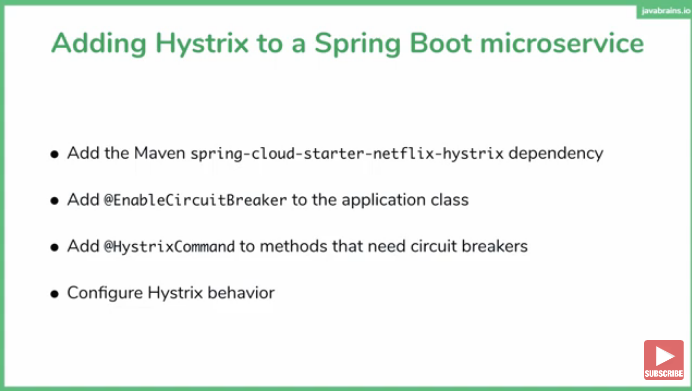 javabrains.io
Adding Hystrix to a Spring Boot microservice
● Add the Maven spring-cloud-starter-netflix-hystrix dependency
● Add @EnableCircuitBreaker to the application class
● Add @HystrixCommand to methods that need circuit breakers
● Configure Hystrix behavior
SUBSCRIBE